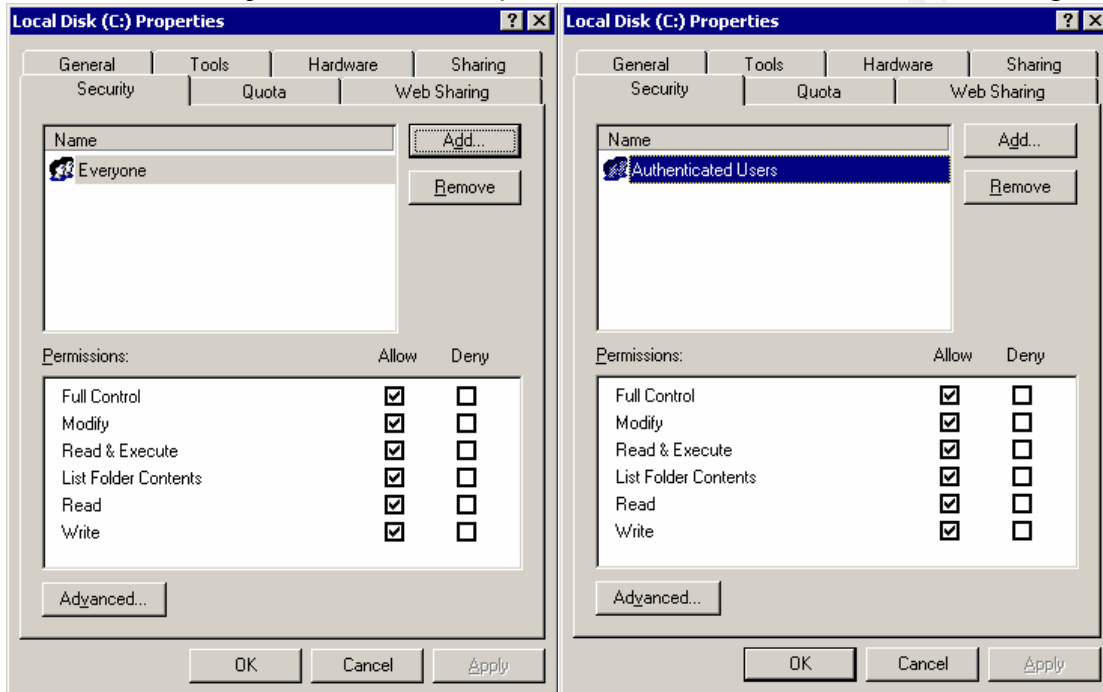 Local Disk (C:) Properties
General Tools Hardware Sharing
Security Quota Web Sharing
Name
Everyone
Add...
Remove
Permissions: Allow Deny
Full Control
Modify
Read & Execute
List Folder Contents
Read
Write
Advanced...
OK Cancel Apply
Local Disk (C:) Properties
General Tools Hardware Sharing
Security Quota Web Sharing
Name
Authenticated Users
Add...
Remove
Permissions: Allow Deny
Full Control
Modify
Read & Execute
List Folder Contents
Read
Write
Advanced...
OK Cancel Apply